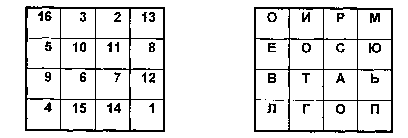 16 3 2 13
5 10 11 8
9 6 7 12
4 15 14 1
О И Р М
Е О С Ю
В Т А Ь
Л Г О П